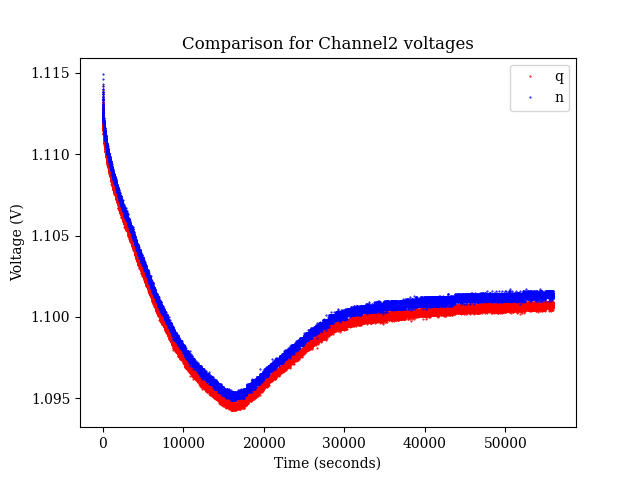 Comparison for Channel2 voltages
q
n
1.115
1.110
1.105
1.100
1.095
Voltage (V)
0
10000
20000
30000
40000
50000
Time (seconds)